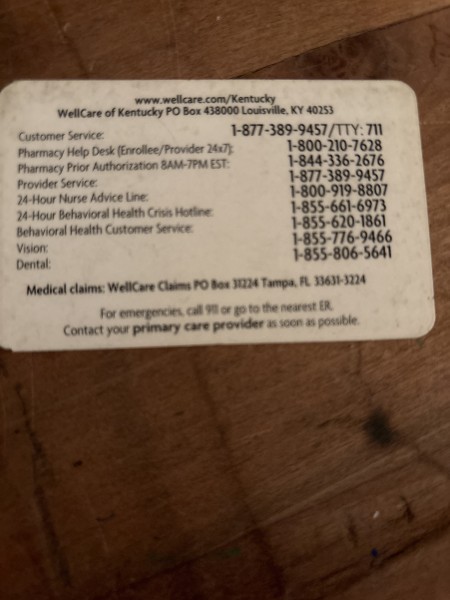 www.wellcare.com/Kentucky
WellCare of Kentucky PO Box 438000 Louisville, KY 40253
Customer Service: 1-877-389-9457/TTY: 711
Pharmacy Help Desk (Enrollee/Provider 24x7): 1-800-210-7628
Pharmacy Prior Authorization 8AM-7PM EST: 1-844-336-2676
Provider Service: 1-877-389-9457
24-Hour Nurse Advice Line: 1-800-919-8807
24-Hour Behavioral Health Crisis Hotline: 1-855-661-6973
Behavioral Health Customer Service: 1-855-620-1861
Vision: 1-855-776-9466
Dental: 1-855-806-5641
Medical claims: WellCare Claims PO Box 31224 Tampa, FL 33631-3224
For emergencies, call 911 or go to the nearest ER.
Contact your primary care provider as soon as possible.